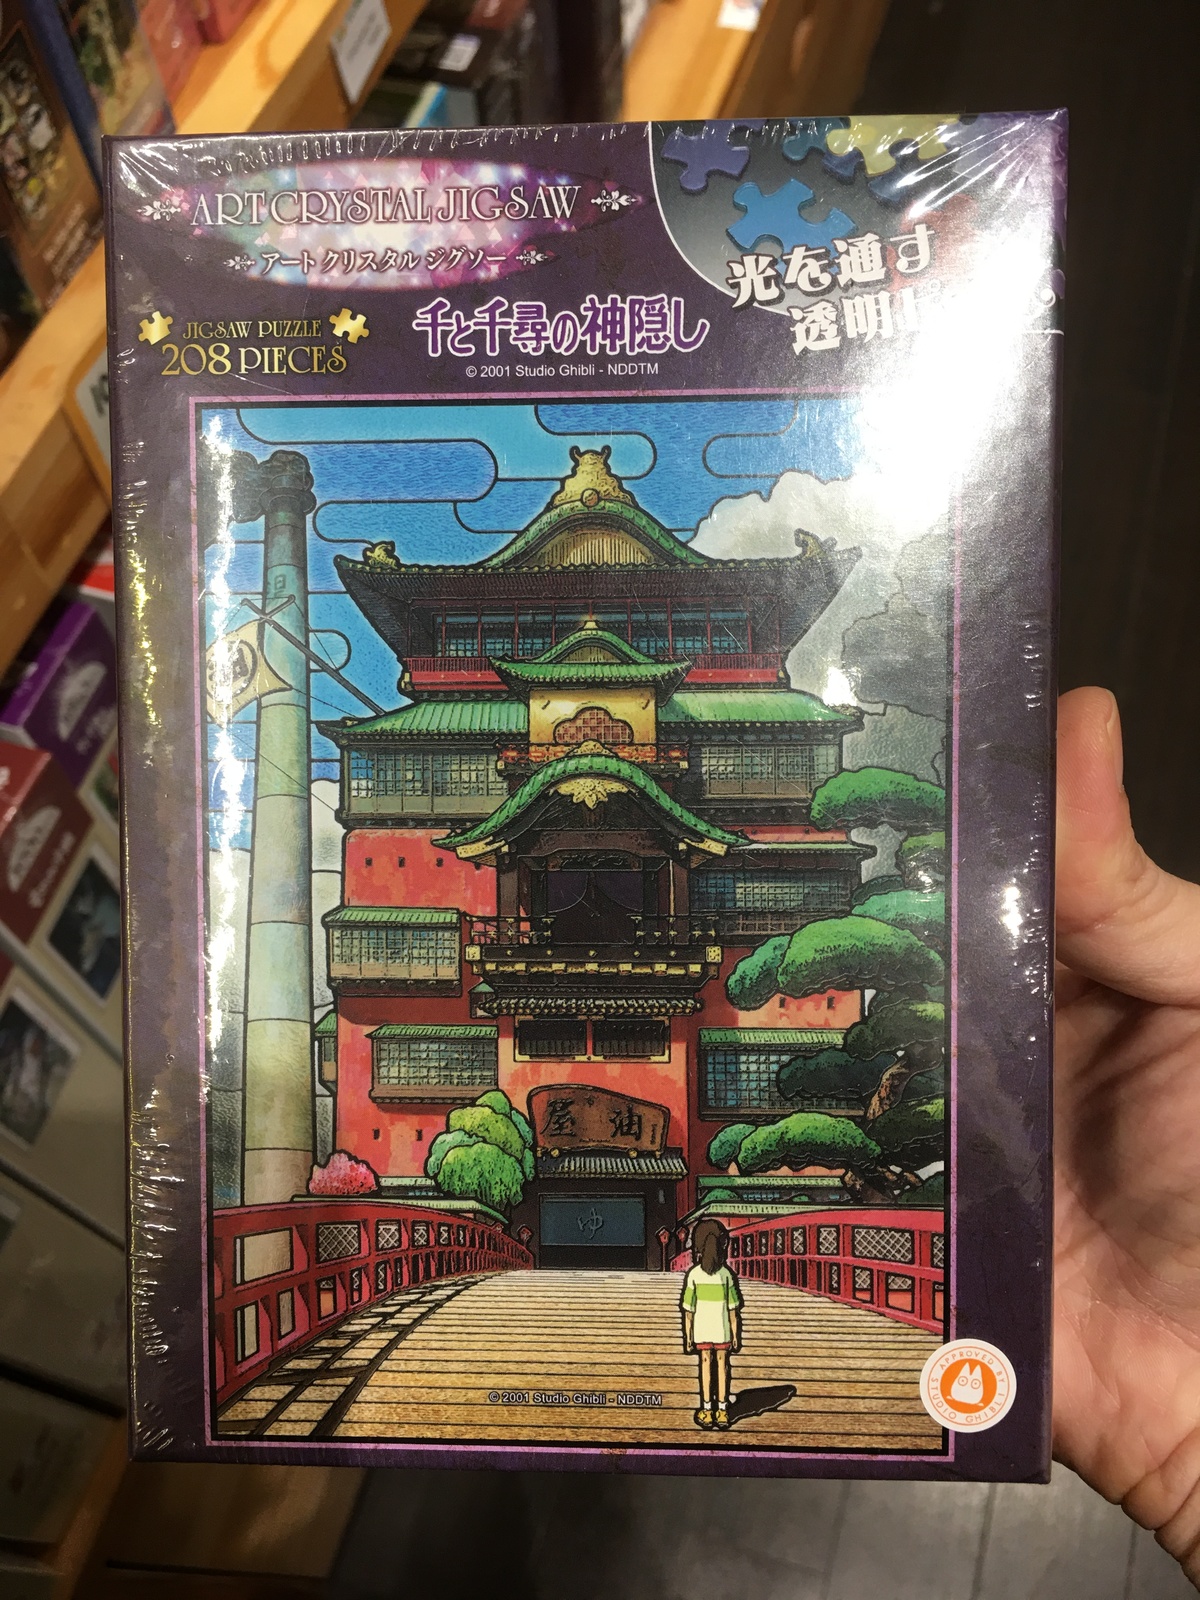 ART CRYSTAL JIGSAW
アートクリスタルジグソー
光を通す
透明
JIGSAW PUZZLE
208 PIECES
千と千尋の神隠し
© 2001 Studio Ghibli - NDDTM
屋 油
ゆ
© 2001 Studio Ghibli - NDDTM
APPROVED BY STUDIO GHIBLI